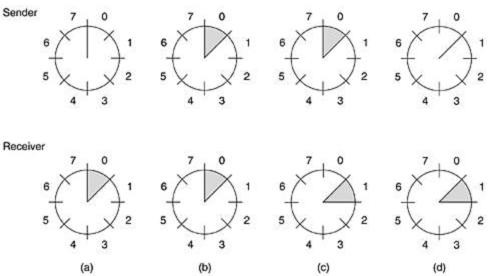 Sender
7 0 7 0 7 0 7 0
6 1 6 1 6 1 6 1
5 2 5 2 5 2 5 2
4 3 4 3 4 3 4 3
Receiver
7 0 7 0 7 0 7 0
6 1 6 1 6 1 6 1
5 2 5 2 5 2 5 2
4 3 4 3 4 3 4 3
(a) (b) (c) (d)